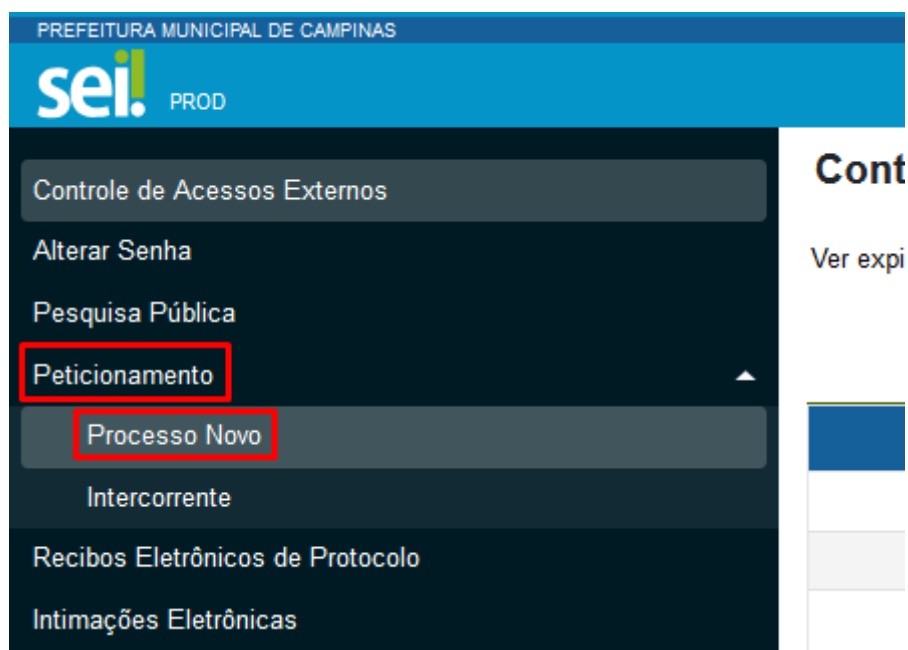 PREFEITURA MUNICIPAL DE CAMPINAS
sei! PROD
Controle de Acessos Externos
Alterar Senha
Pesquisa Pública
Peticionamento
Processo Novo
Intercorrente
Recibos Eletrônicos de Protocolo
Intimações Eletrônicas
Cont
Ver expi